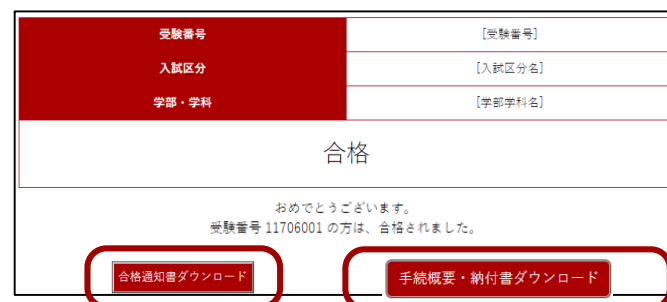 受験番号 [受験番号]
入試区分 [入試区分名]
学部・学科 [学部学科名]
合格
おめでとうございます。
受験番号 11706001 の方は、合格されました。
合格通知書ダウンロード 手続概要・納付書ダウンロード